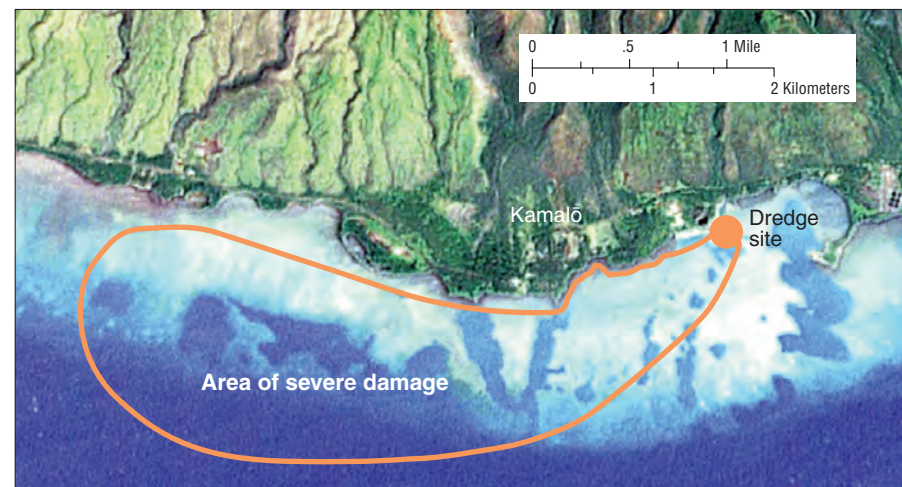 0 .5 1 Mile
0 1 2 Kilometers
Kamalō
Dredge
site
Area of severe damage